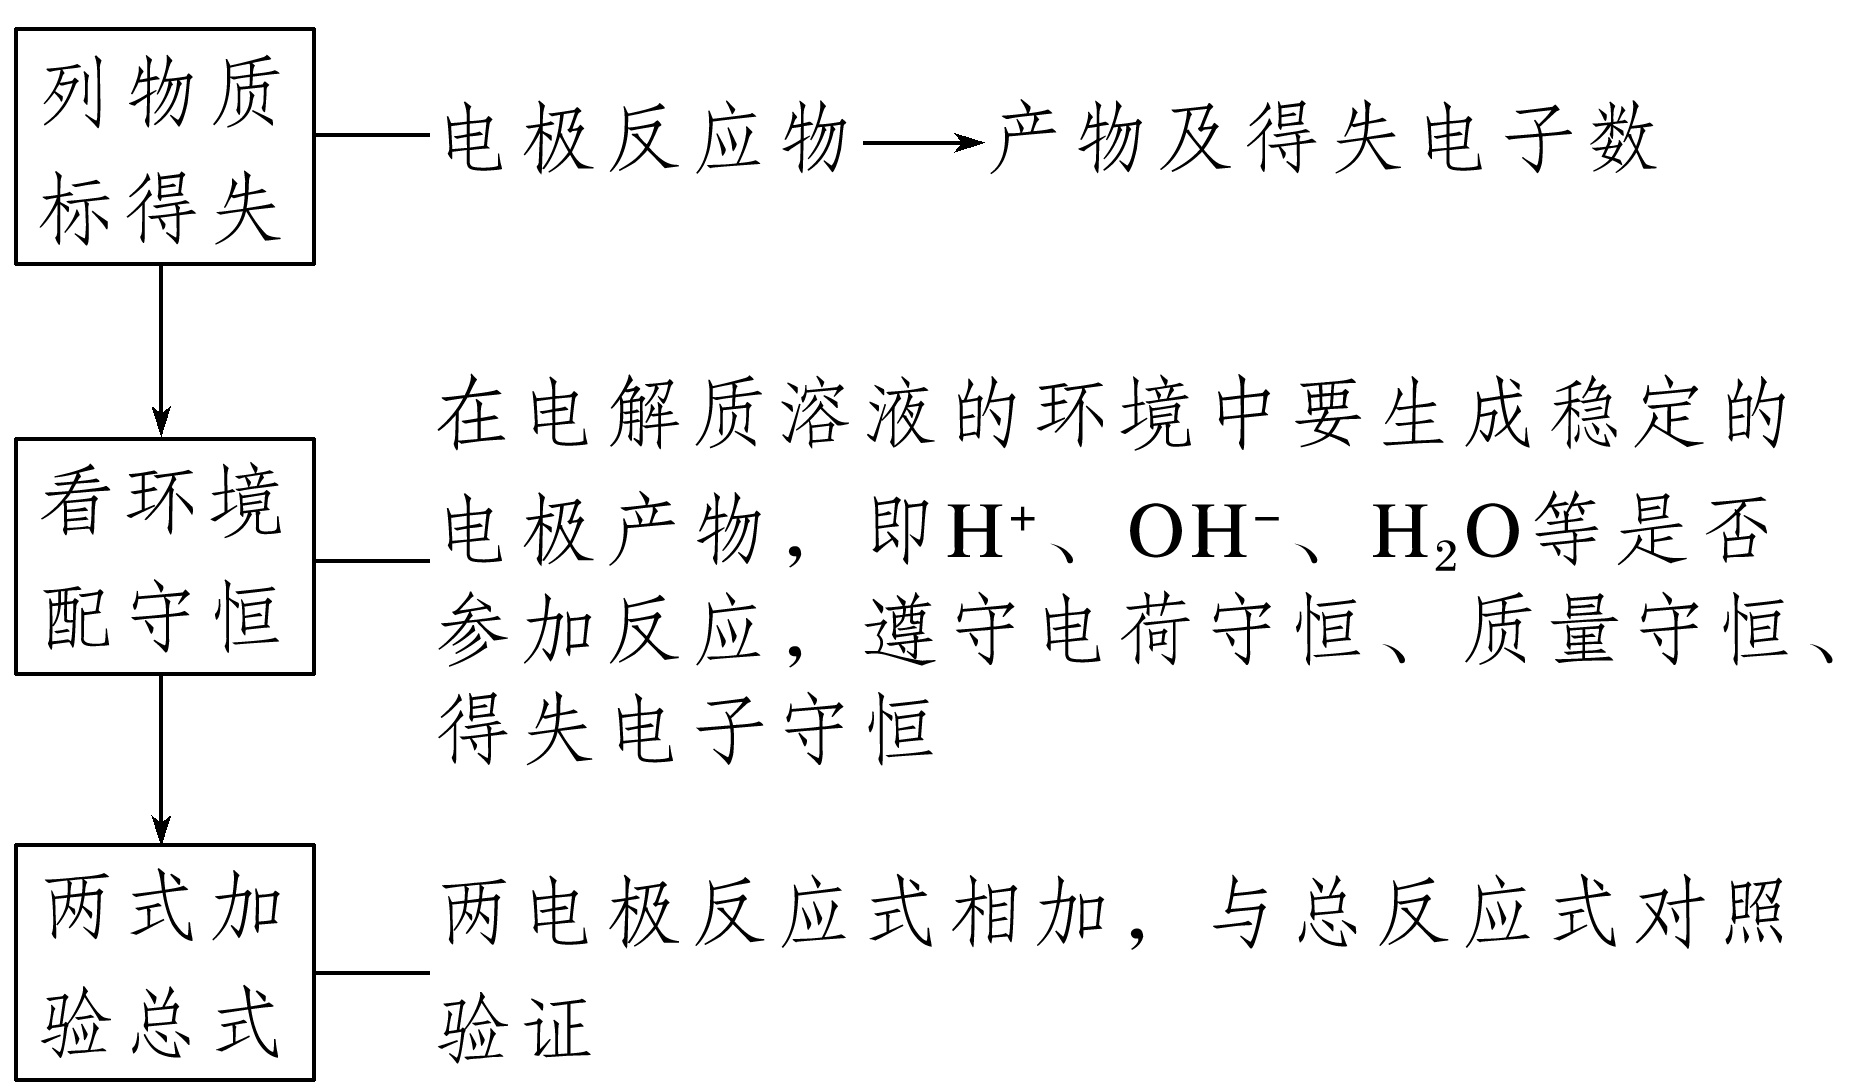 列物质
标得失
电极反应物→产物及得失电子数
看环境
配守恒
在电解质溶液的环境中要生成稳定的
电极产物，即H⁺、OH⁻、H₂O等是否
参加反应，遵守电荷守恒、质量守恒、
得失电子守恒
两式加
验总式
两电极反应式相加，与总反应式对照
验证